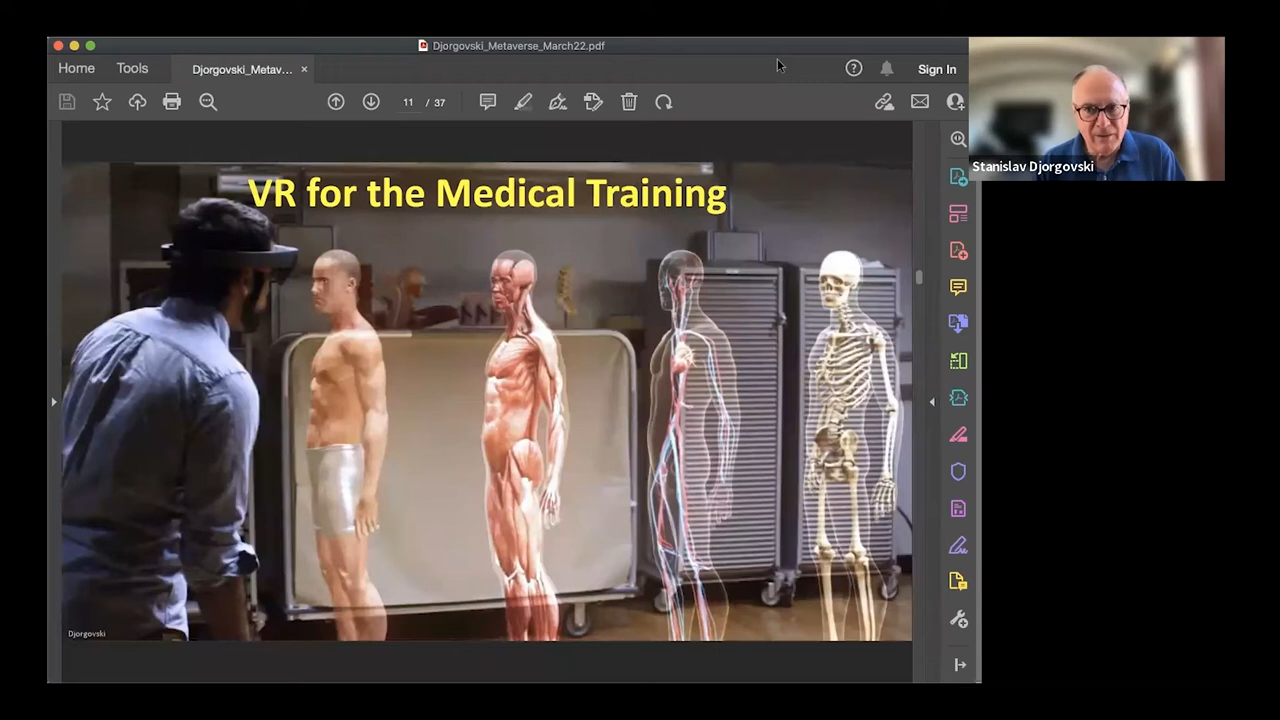 Djorgovski_Metaverse_March22.pdf
Home
Tools
Djorgovski_Metav...
Sign In
11 / 37
Stanislav Djorgovski
VR for the Medical Training
Djorgovski